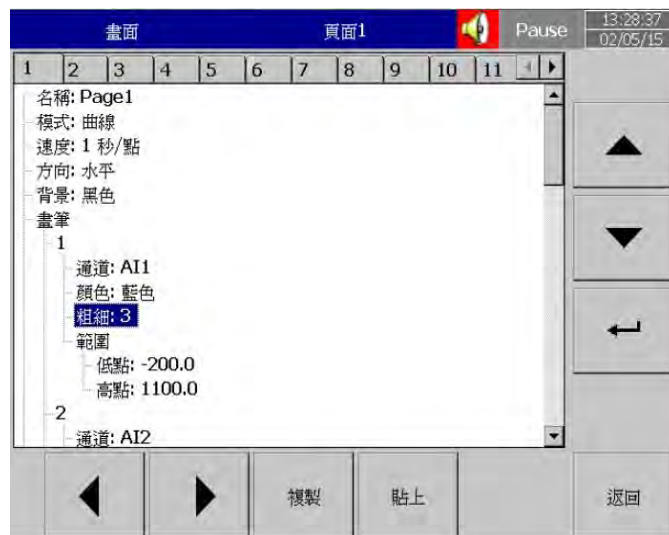 畫面 頁面1 Pause 13:28:37
02/05/15
1 2 3 4 5 6 7 8 9 10 11
名稱: Page1
模式: 曲線
速度: 1 秒/點
方向: 水平
背景: 黑色
畫筆
1
通道: AI1
顏色: 藍色
粗細: 3
範圍
低點: -200.0
高點: 1100.0
2
通道: AI2
複製 貼上 返回